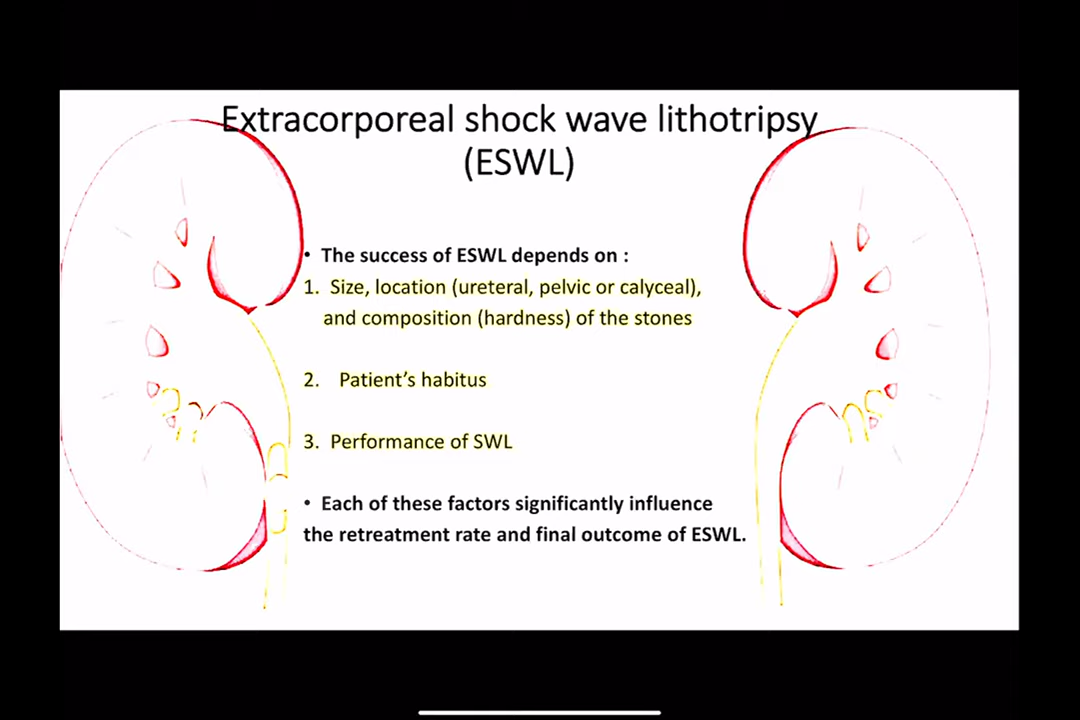 Extracorporeal shock wave lithotripsy
(ESWL)
• The success of ESWL depends on :
1. Size, location (ureteral, pelvic or calyceal),
and composition (hardness) of the stones
2. Patient’s habitus
3. Performance of SWL
• Each of these factors significantly influence
the retreatment rate and final outcome of ESWL.